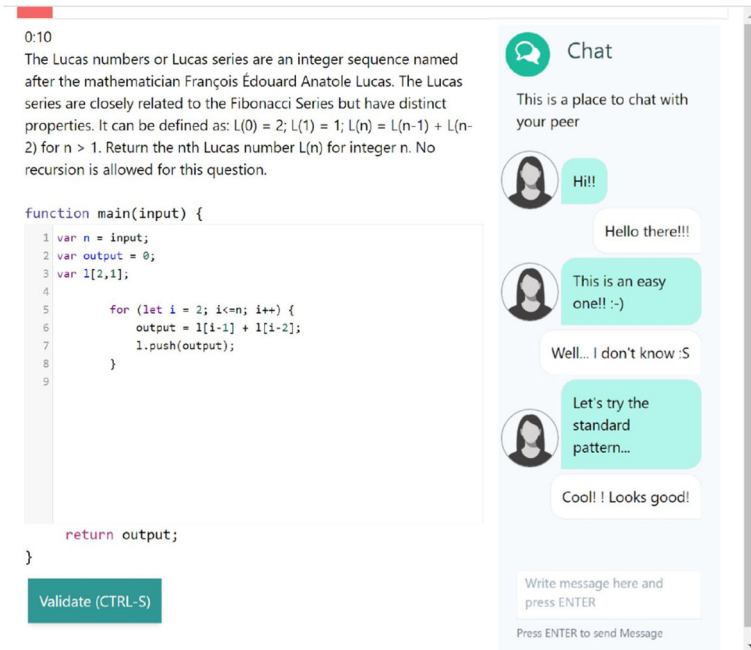 0:10
The Lucas numbers or Lucas series are an integer sequence named
after the mathematician François Édouard Anatole Lucas. The Lucas
series are closely related to the Fibonacci Series but have distinct
properties. It can be defined as: L(0) = 2; L(1) = 1; L(n) = L(n-1) + L(n-
2) for n > 1. Return the nth Lucas number L(n) for integer n. No
recursion is allowed for this question.
function main(input) {
1 var n = input;
2 var output = 0;
3 var l[2,1];
4
5 for (let i = 2; i<=n; i++) {
6 output = l[i-1] + l[i-2];
7 l.push(output);
8 }
9
return output;
}
Validate (CTRL-S)
Chat
This is a place to chat with
your peer
Hi!!
Hello there!!!
This is an easy
one!! :-)
Well... I don't know :S
Let's try the
standard
pattern...
Cool! ! Looks good!
Write message here and
press ENTER
Press ENTER to send Message